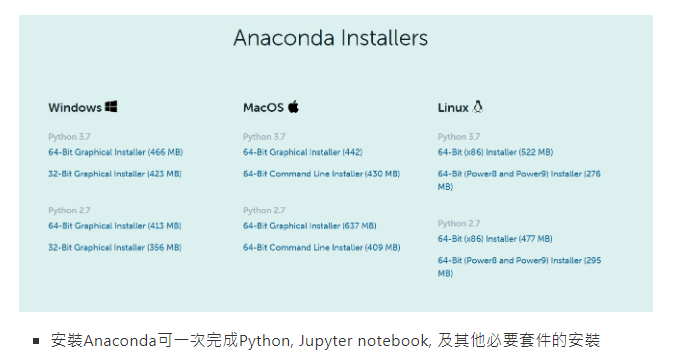 Anaconda Installers
Windows
Python 3.7
64-Bit Graphical Installer (466 MB)
32-Bit Graphical Installer (423 MB)
Python 2.7
64-Bit Graphical Installer (413 MB)
32-Bit Graphical Installer (356 MB)
MacOS
Python 3.7
64-Bit Graphical Installer (442)
64-Bit Command Line Installer (430 MB)
Python 2.7
64-Bit Graphical Installer (637 MB)
64-Bit Command Line Installer (409 MB)
Linux
Python 3.7
64-Bit (x86) Installer (522 MB)
64-Bit (Power8 and Power9) Installer (276
MB)
Python 2.7
64-Bit (x86) Installer (477 MB)
64-Bit (Power8 and Power9) Installer (295
MB)
▪ 安裝Anaconda可一次完成Python, Jupyter notebook, 及其他必要套件的安裝